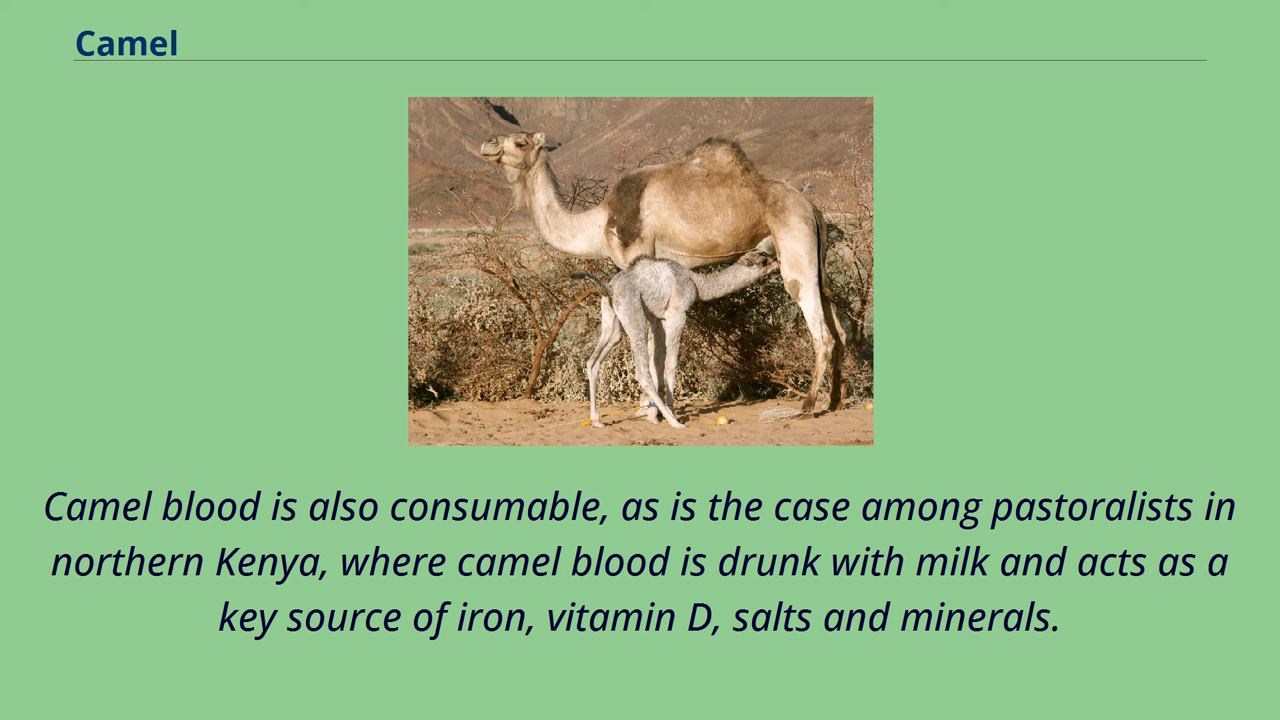 Camel
Camel blood is also consumable, as is the case among pastoralists in
northern Kenya, where camel blood is drunk with milk and acts as a
key source of iron, vitamin D, salts and minerals.